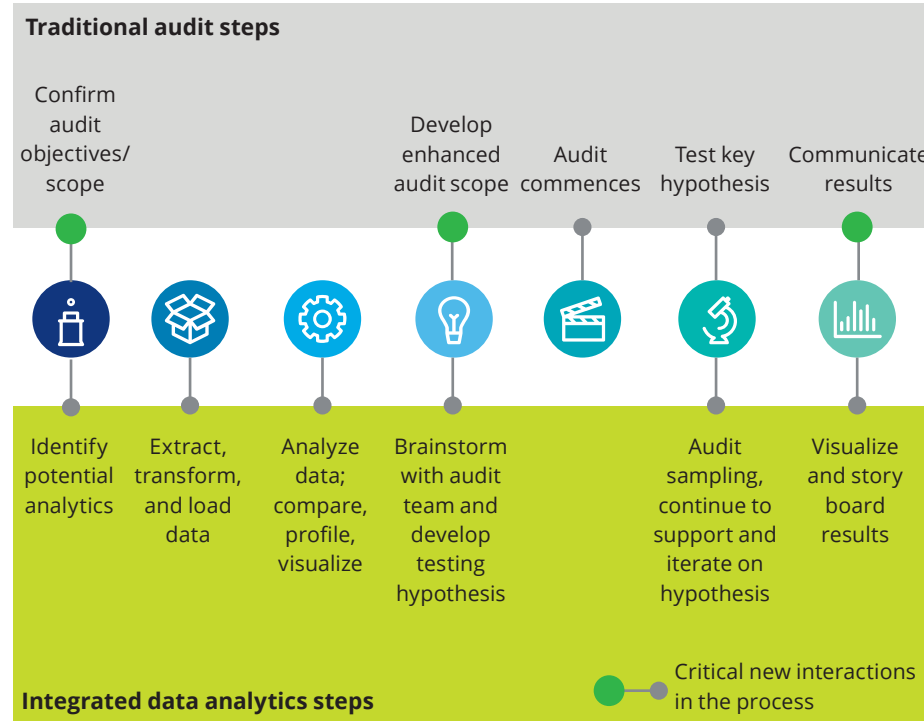 Traditional audit steps
Confirm
audit
objectives/
scope
Develop
enhanced
audit scope
Audit
commences
Test key
hypothesis
Communicate
results
Identify
potential
analytics
Extract,
transform,
and load
data
Analyze
data;
compare,
profile,
visualize
Brainstorm
with audit
team and
develop
testing
hypothesis
Audit
sampling,
continue to
support and
iterate on
hypothesis
Visualize
and story
board
results
Critical new interactions
in the process
Integrated data analytics steps